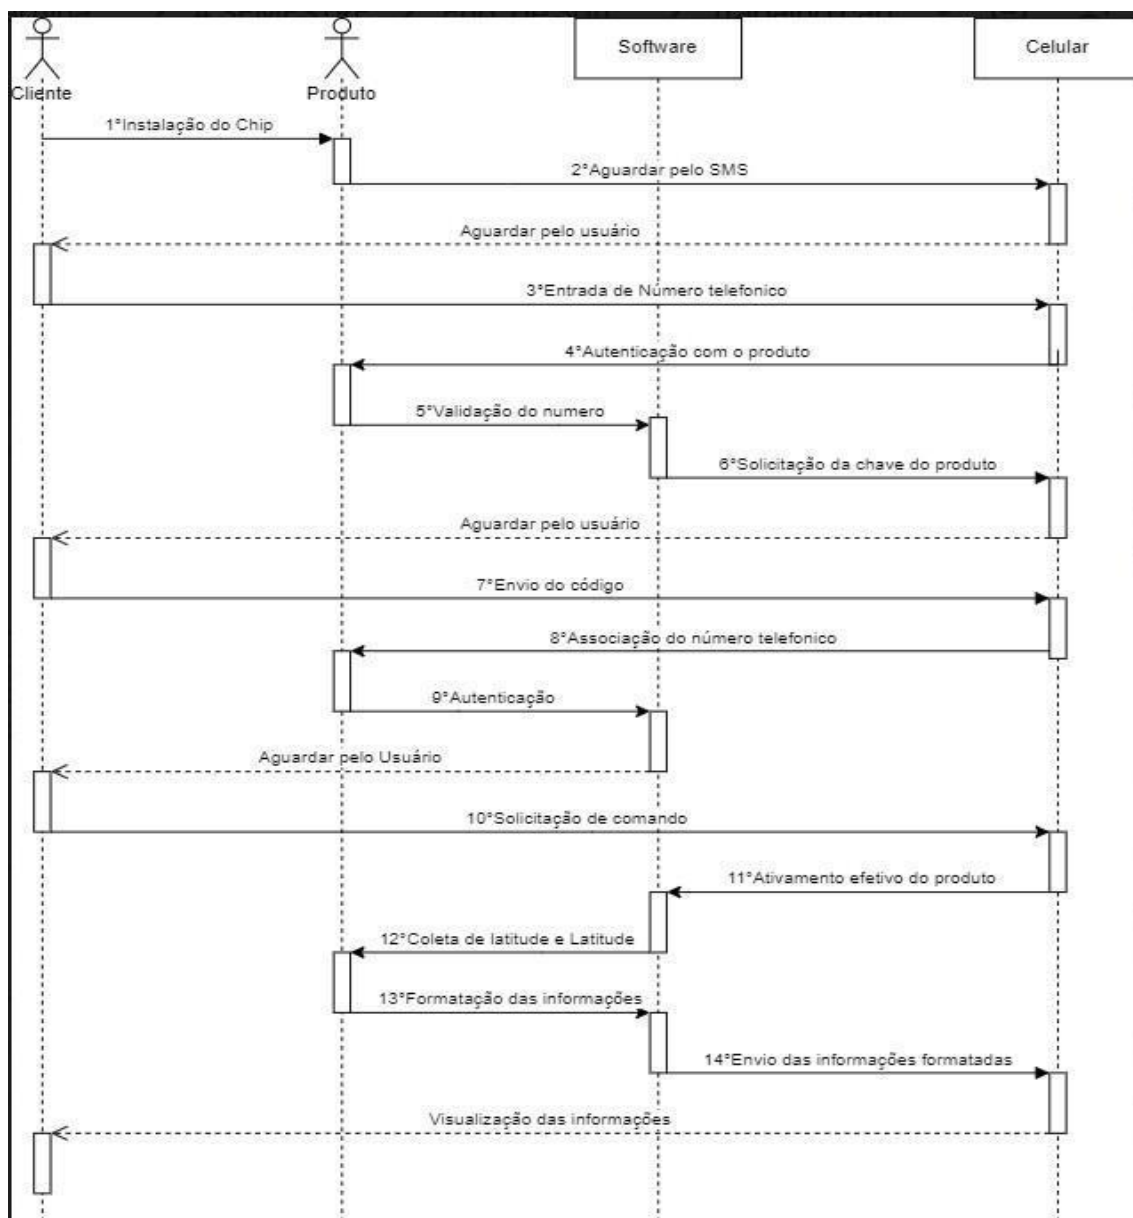 Software
Celular
Cliente
Produto
1°Instalação do Chip
2°Aguardar pelo SMS
Aguardar pelo usuário
3°Entrada de Número telefonico
4°Autenticação com o produto
5°Validação do numero
6°Solicitação da chave do produto
Aguardar pelo usuário
7°Envio do código
8°Associação do número telefonico
9°Autenticação
Aguardar pelo Usuário
10°Solicitação de comando
11°Ativamento efetivo do produto
12°Coleta de latitude e Latitude
13°Formatação das informações
14°Envio das informações formatadas
Visualização das informações